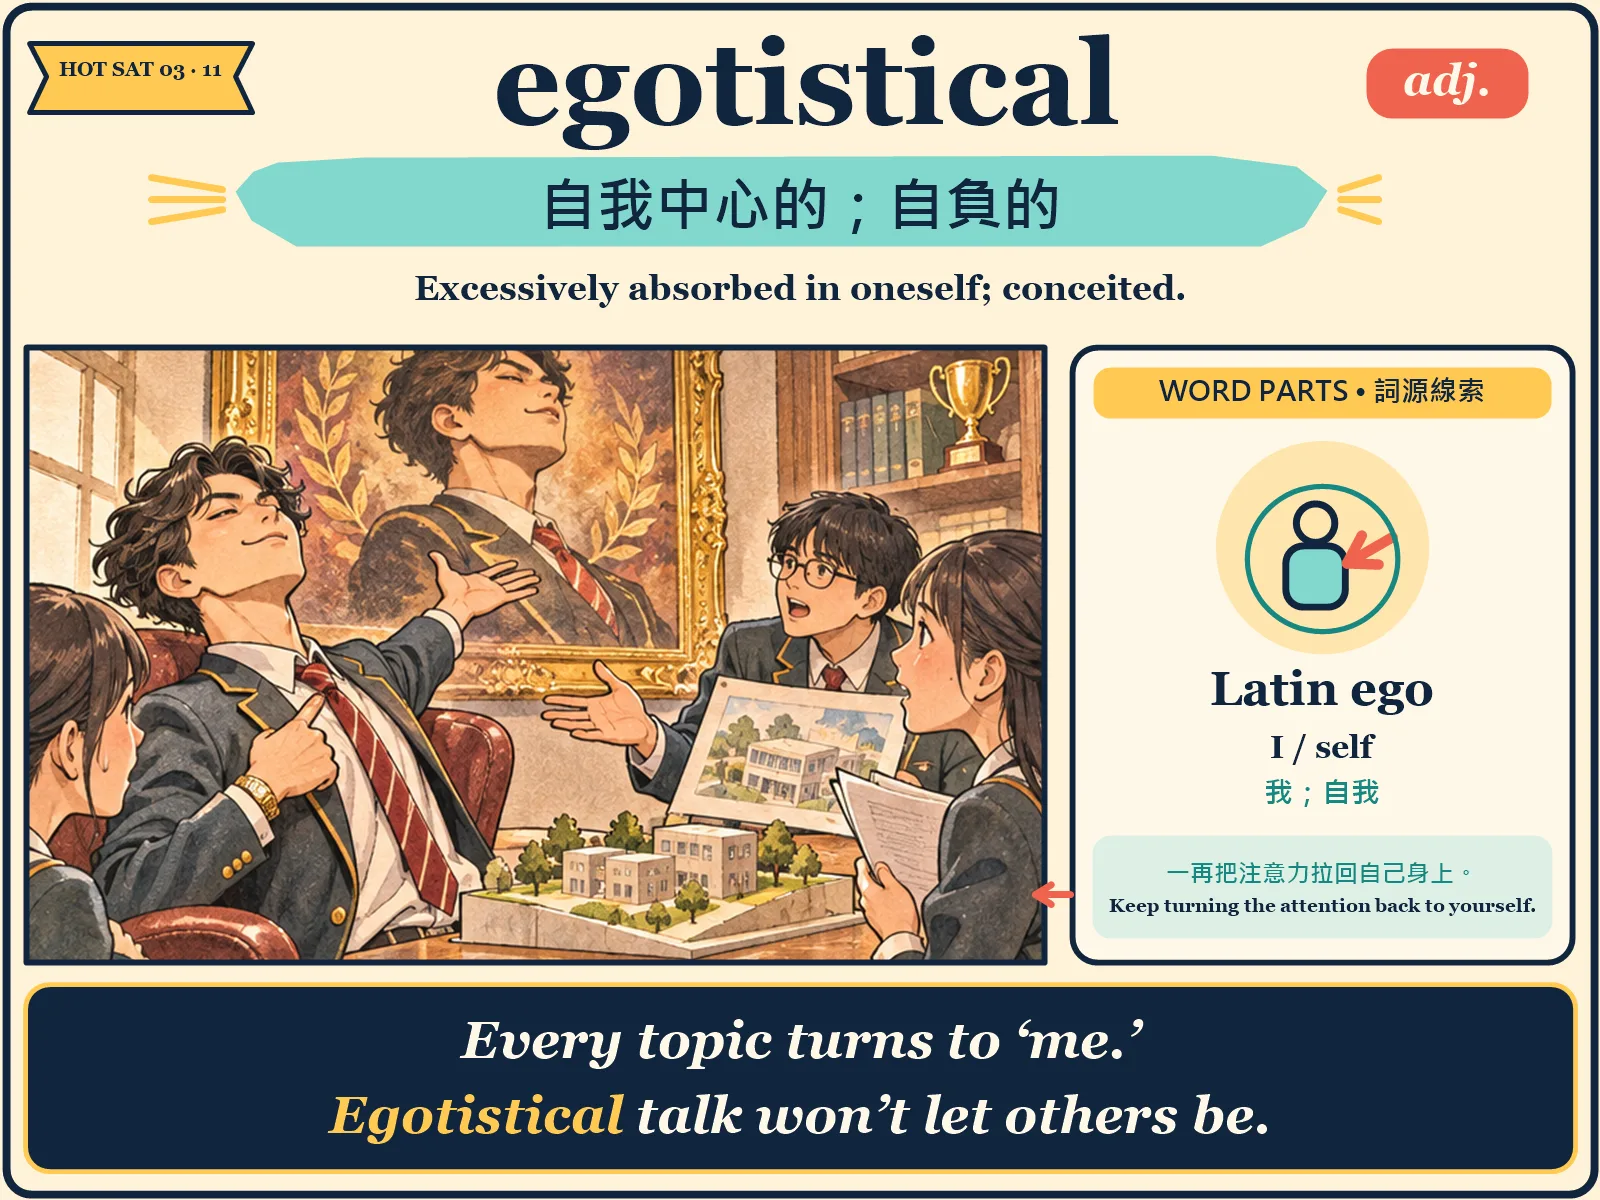 HOT SAT 03 · 11
egotistical
adj.
自我中心的；自負的
Excessively absorbed in oneself; conceited.
WORD PARTS • 詞源線索
Latin ego
I / self
我；自我
一再把注意力拉回自己身上。
Keep turning the attention back to yourself.
Every topic turns to ‘me.’
Egotistical talk won’t let others be.